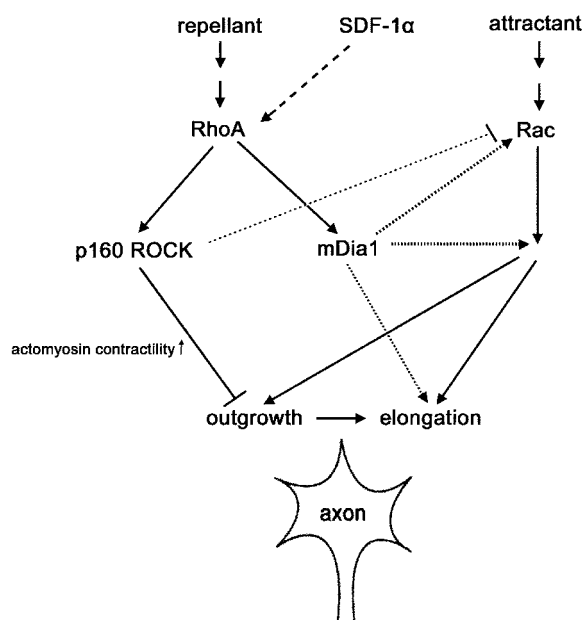 repellant SDF-1α attractant
RhoA Rac
p160 ROCK mDia1
actomyosin contractility↑
outgrowth elongation
axon